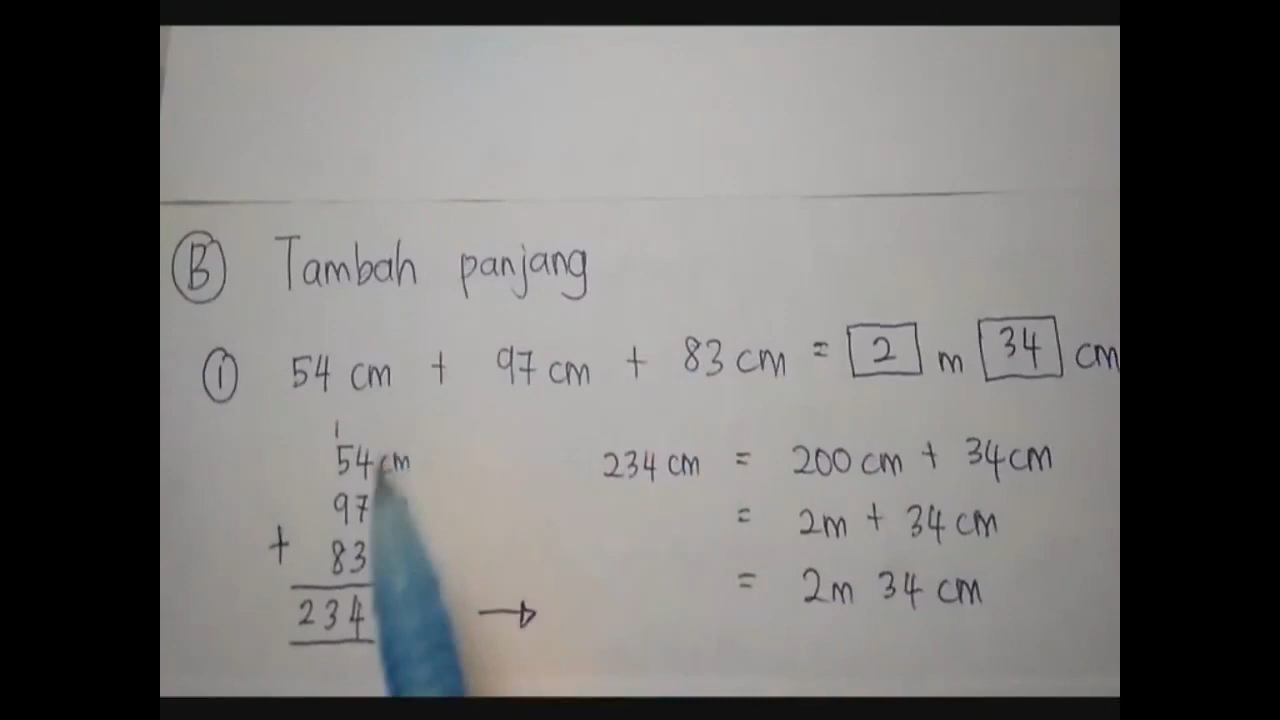 B Tambah panjang
1 54 cm + 97 cm + 83 cm = 2 m 34 cm
1
54 cm
97
+ 83
234 →
234 cm = 200 cm + 34 cm
= 2m + 34 cm
= 2m 34 cm